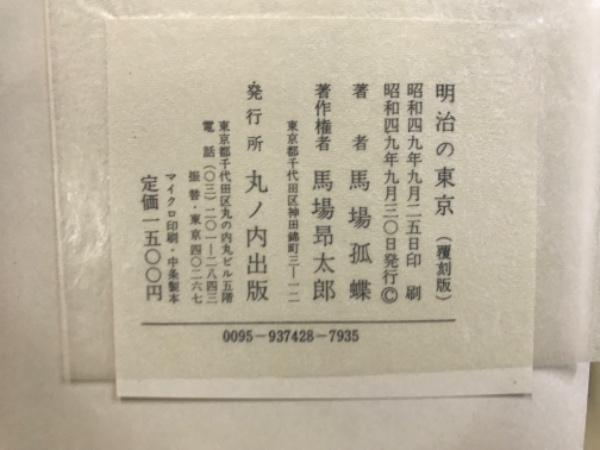 明治の東京（覆刻版）
昭和四九年九月二五日印刷
昭和四九年九月三〇日発行©
著者 馬場孤蝶
著作権者 馬場昂太郎
東京都千代田区神田錦町三―一二
発行所 丸ノ内出版
東京都千代田区丸の内丸ビル五階
電話（〇三）二〇一―二八四三
振替・東京四〇二六七
マイクロ印刷・中条製本
定価一五〇〇円
0095-937428-7935